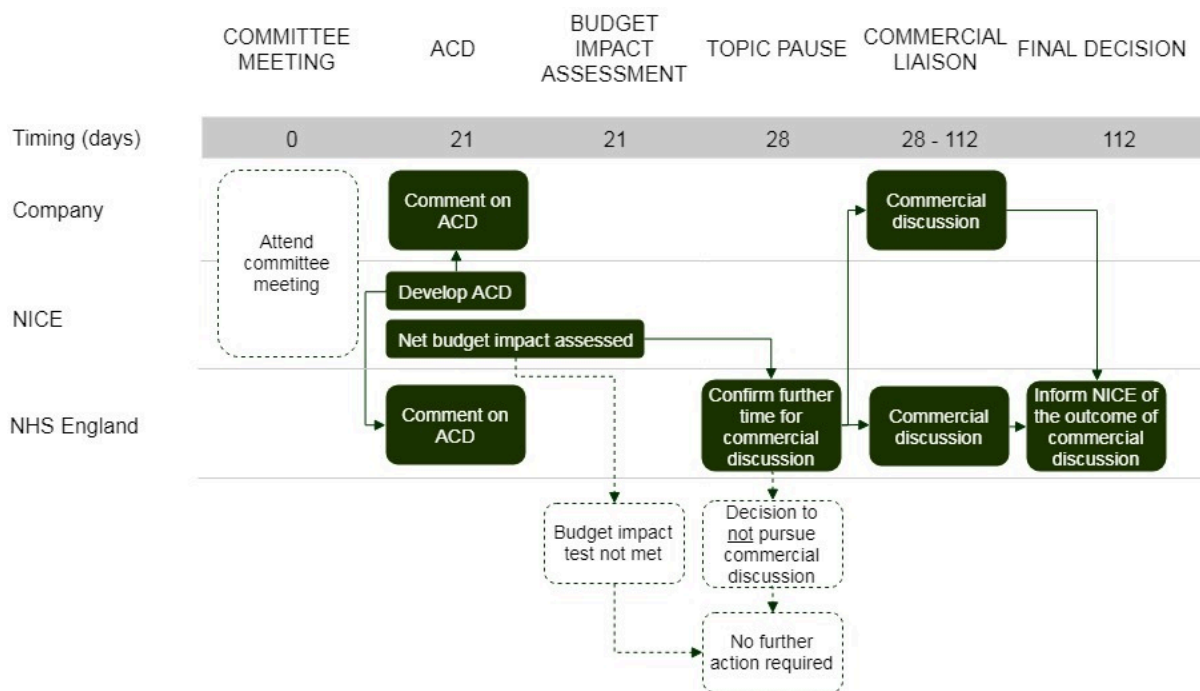 COMMITTEE
MEETING
ACD
BUDGET
IMPACT
ASSESSMENT
TOPIC PAUSE
COMMERCIAL
LIAISON
FINAL DECISION
Timing (days)
0
21
21
28
28 - 112
112
Company
Attend
committee
meeting
Comment on
ACD
Commercial
discussion
NICE
Develop ACD
Net budget impact assessed
NHS England
Comment on
ACD
Confirm further
time for
commercial
discussion
Commercial
discussion
Inform NICE of
the outcome of
commercial
discussion
Budget impact
test not met
Decision to
not pursue
commercial
discussion
No further
action required